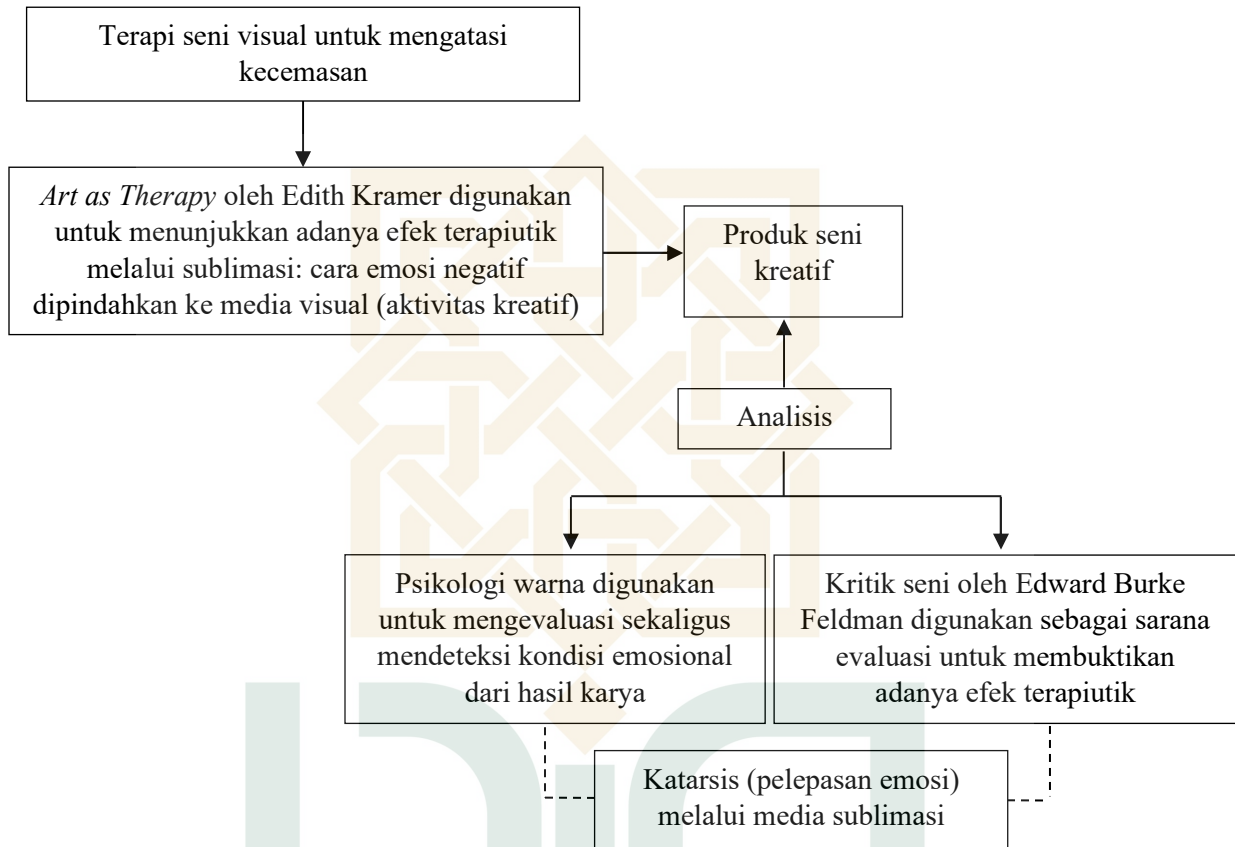 Terapi seni visual untuk mengatasi
kecemasan
Art as Therapy oleh Edith Kramer digunakan
untuk menunjukkan adanya efek terapiutik
melalui sublimasi: cara emosi negatif
dipindahkan ke media visual (aktivitas kreatif)
Produk seni
kreatif
Analisis
Psikologi warna digunakan
untuk mengevaluasi sekaligus
mendeteksi kondisi emosional
dari hasil karya
Kritik seni oleh Edward Burke
Feldman digunakan sebagai sarana
evaluasi untuk membuktikan
adanya efek terapiutik
Katarsis (pelepasan emosi)
melalui media sublimasi